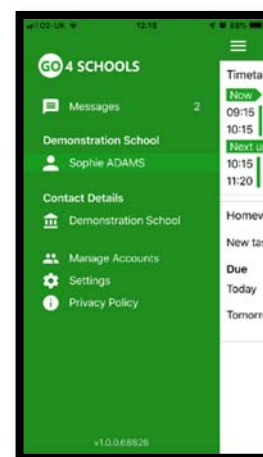 O2-UK 12:15 88%
GO 4 SCHOOLS
Messages 2
Demonstration School
Sophie ADAMS
Contact Details
Demonstration School
Manage Accounts
Settings
Privacy Policy
v1.0.0.68826
Timeta
Now
09:15
10:15
Next u
10:15
11:20
Homew
New tas
Due
Today
Tomorr